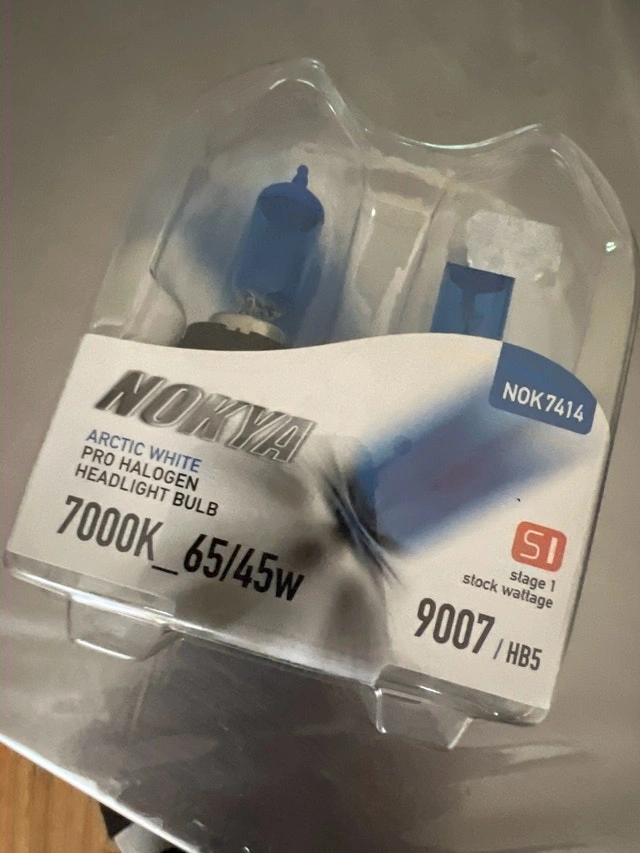 NOK7414
NOKYA
ARCTIC WHITE
PRO HALOGEN
HEADLIGHT BULB
7000K_65/45w
S1
stage 1
stock wattage
9007 / HB5